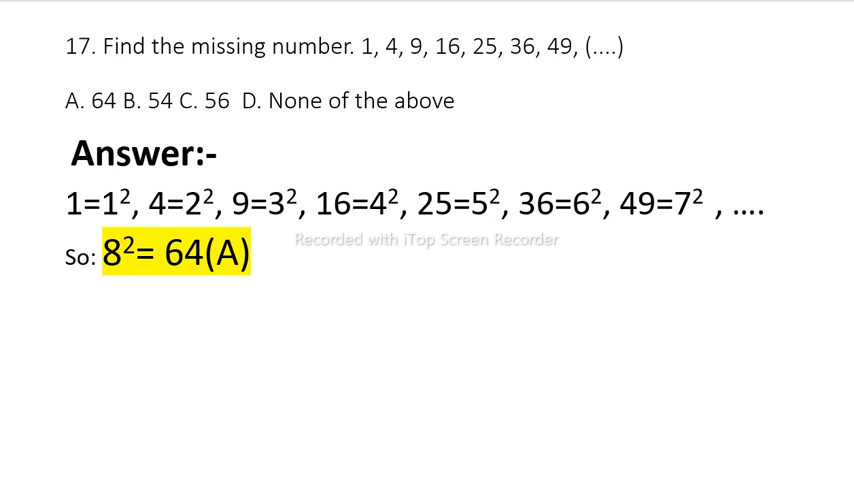 17. Find the missing number. 1, 4, 9, 16, 25, 36, 49, (....)
A. 64 B. 54 C. 56  D. None of the above
Answer:-
1=1², 4=2², 9=3², 16=4², 25=5², 36=6², 49=7² , ....
So: 8²= 64(A)
Recorded with iTop Screen Recorder